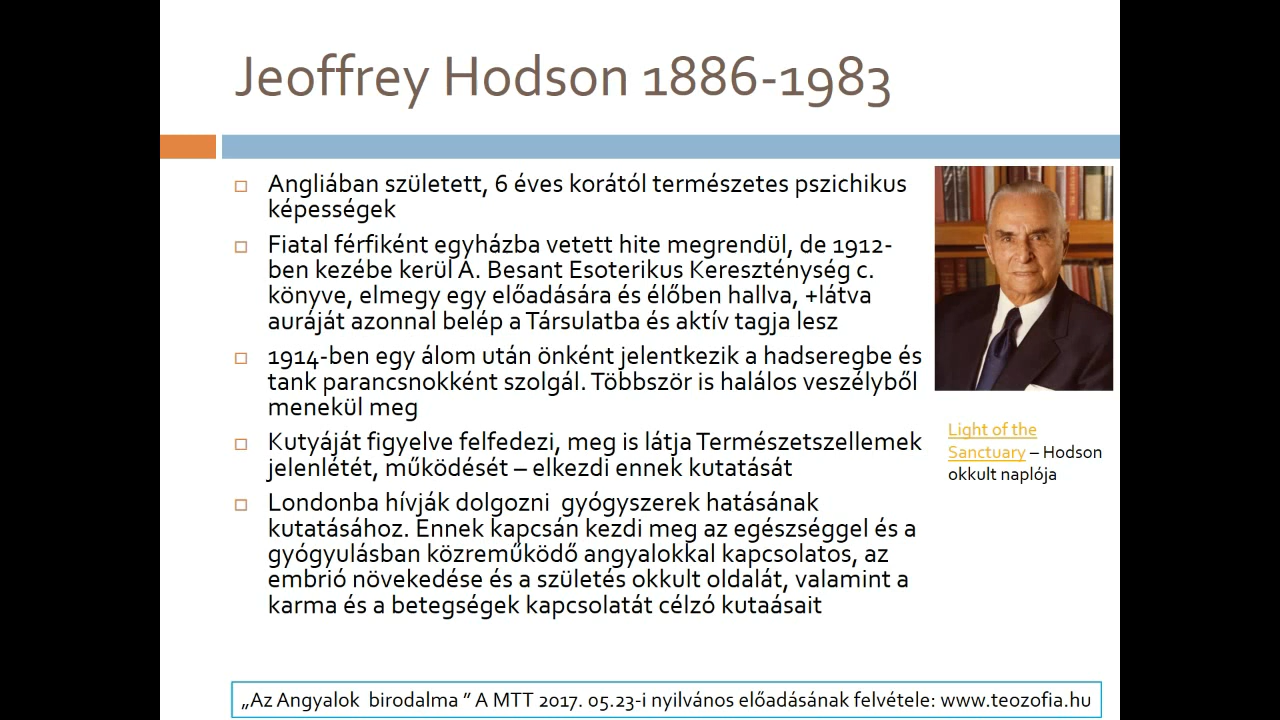 Jeoffrey Hodson 1886-1983
Angliában született, 6 éves korától természetes pszichikus
képességek
Fiatal férfiként egyházba vetett hite megrendül, de 1912-
ben kezébe kerül A. Besant Esoterikus Kereszténység c.
könyve, elmegy egy előadására és élőben hallva, +látva
auráját azonnal belép a Társulatba és aktív tagja lesz
1914-ben egy álom után önként jelentkezik a hadseregbe és
tank parancsnokként szolgál. Többször is halálos veszélyből
menekül meg
Kutyáját figyelve felfedezi, meg is látja Természetszellemek
jelenlétét, működését – elkezdi ennek kutatását
Londonba hívják dolgozni  gyógyszerek hatásának
kutatásához. Ennek kapcsán kezdi meg az egészséggel és a
gyógyulásban közreműködő angyalokkal kapcsolatos, az
embrió növekedése és a születés okkult oldalát, valamint a
karma és a betegségek kapcsolatát célzó kutaásait
Light of the
Sanctuary – Hodson
okkult naplója
„Az Angyalok  birodalma ” A MTT 2017. 05.23-i nyilvános előadásának felvétele: www.teozofia.hu